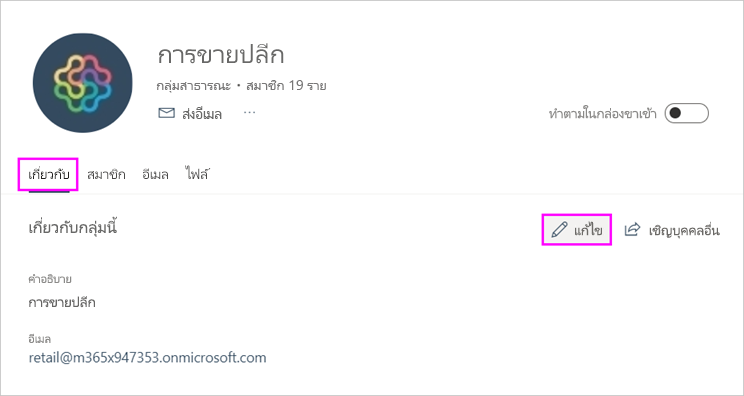 การขายปลีก
กลุ่มสาธารณะ • สมาชิก 19 ราย
ส่งอีเมล ...
ทำตามในกล่องขาเข้า
เกี่ยวกับ สมาชิก อีเมล ไฟล์
เกี่ยวกับกลุ่มนี้
แก้ไข เชิญบุคคลอื่น
คำอธิบาย
การขายปลีก
อีเมล
retail@m365x947353.onmicrosoft.com